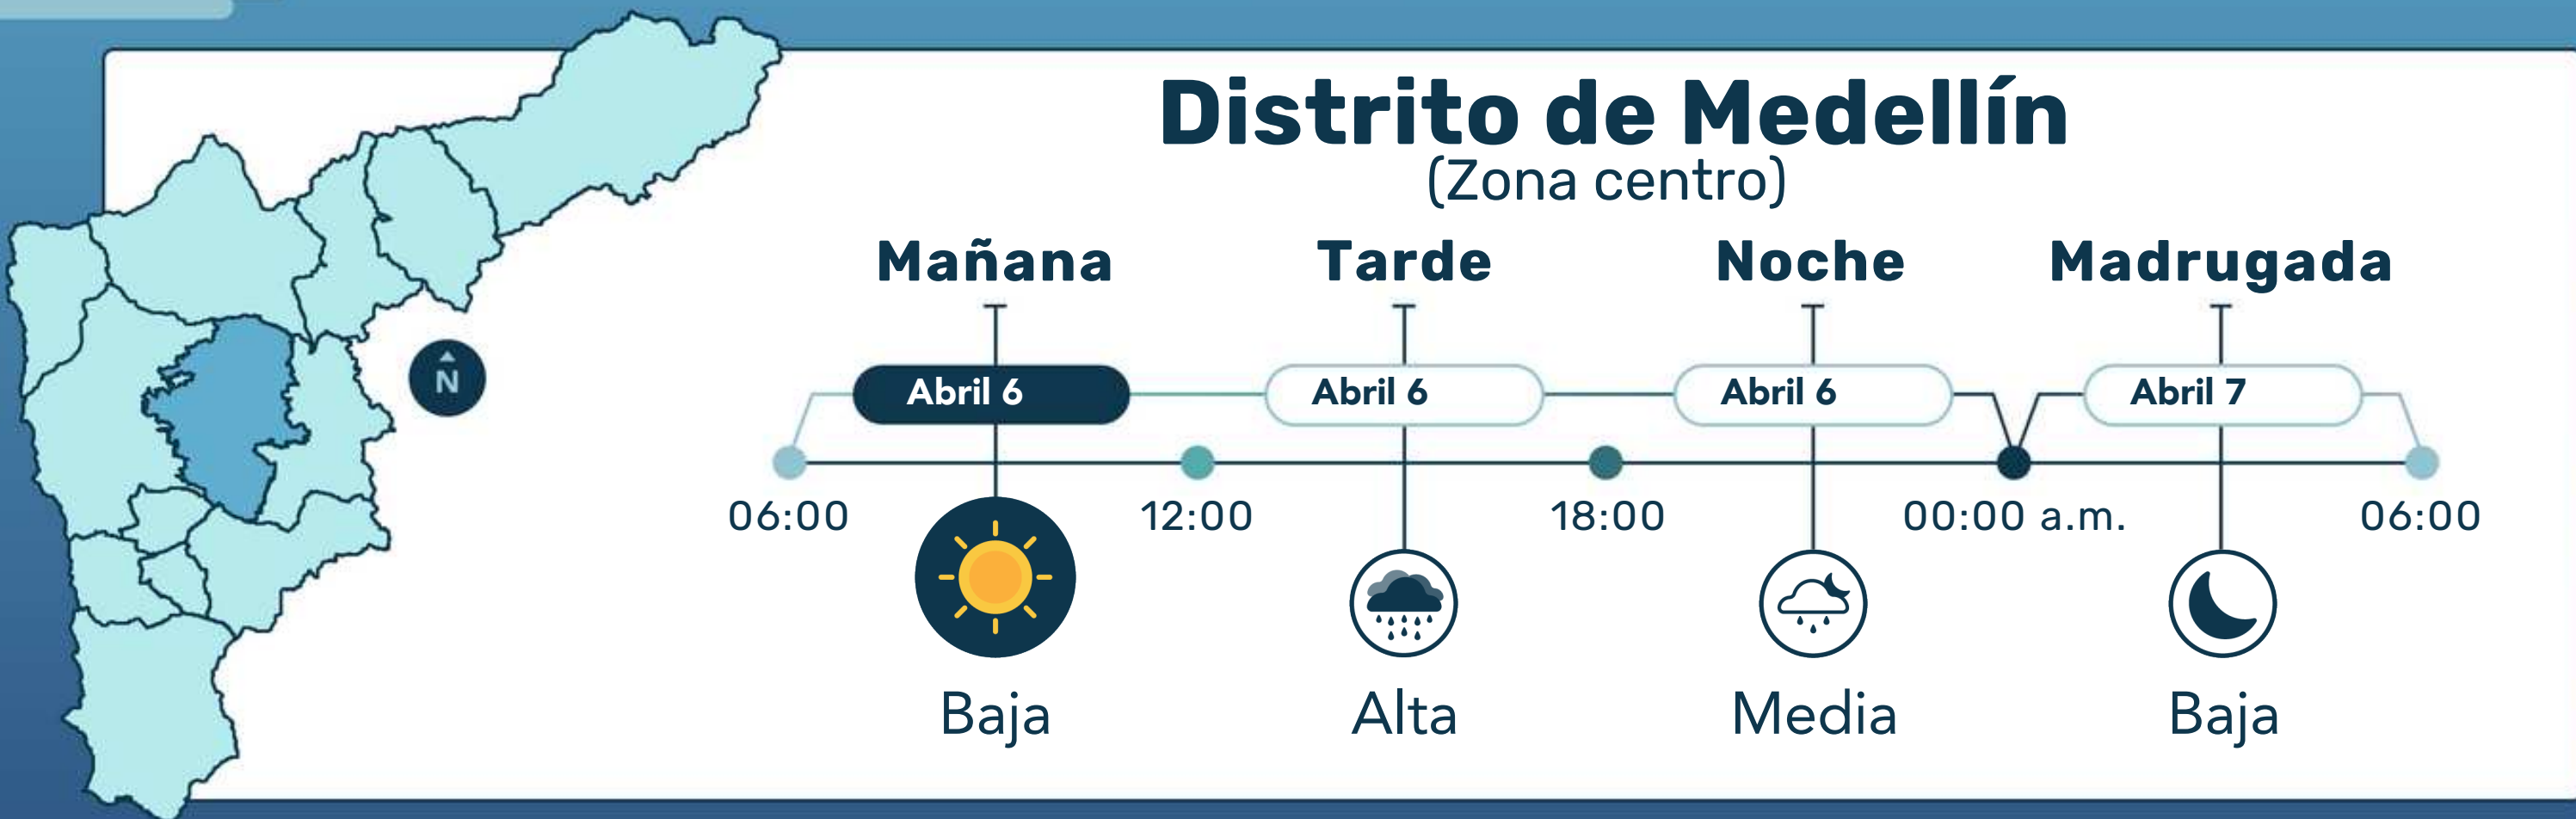 Distrito de Medellín
(Zona centro)
Mañana Tarde Noche Madrugada
N
Abril 6 Abril 6 Abril 6 Abril 7
06:00 12:00 18:00 00:00 a.m. 06:00
Baja Alta Media Baja